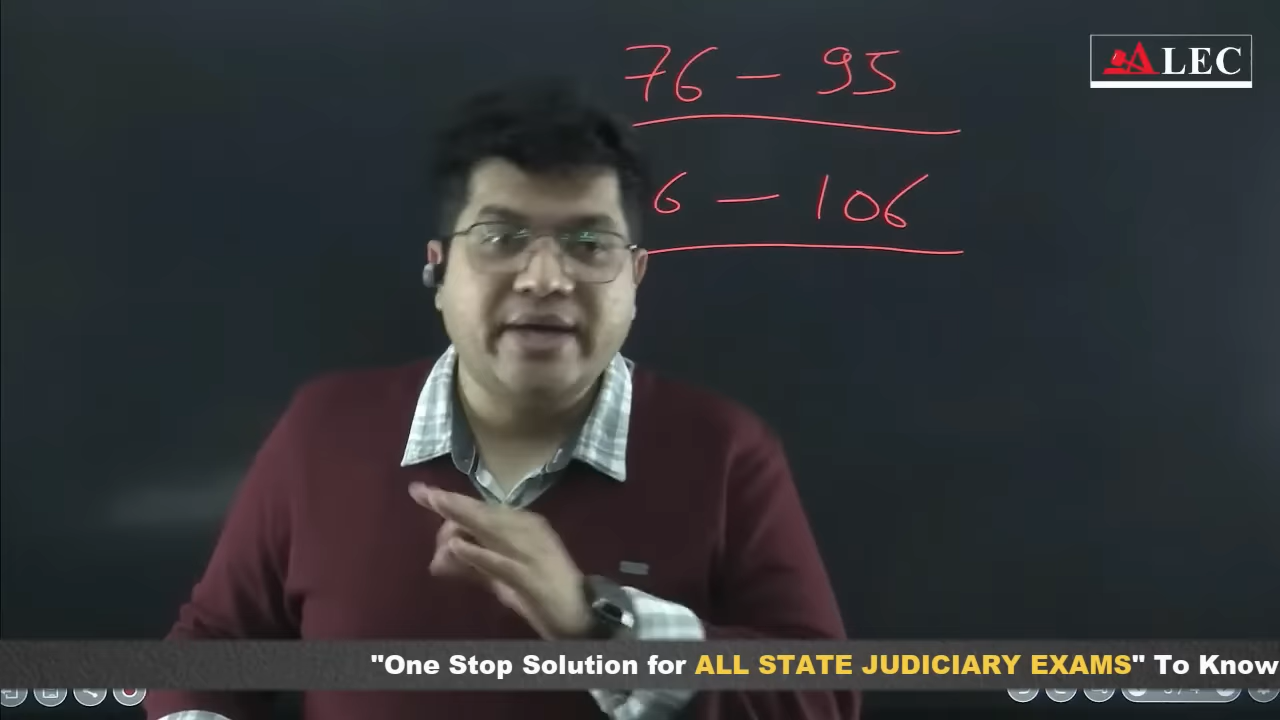 76 — 95
ALEC
6 — 106
"One Stop Solution for ALL STATE JUDICIARY EXAMS" To Know